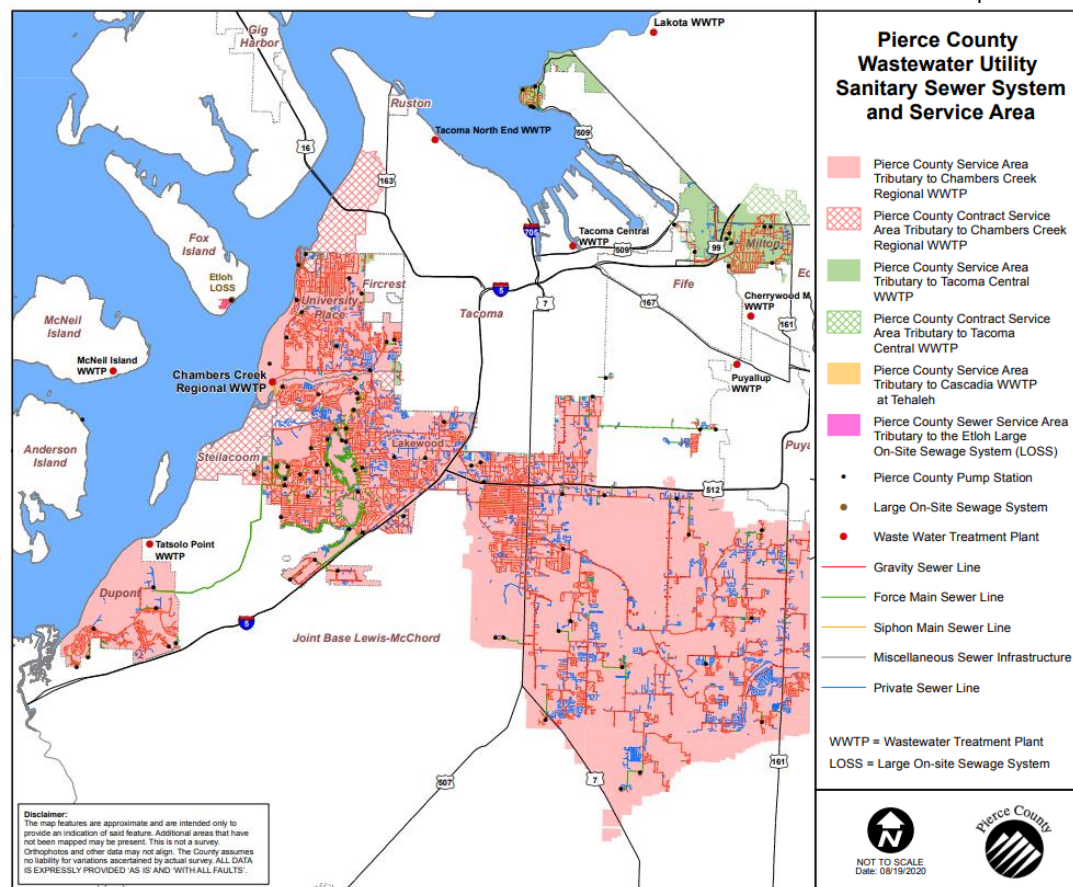 Lakota WWTP
Gig
Harbor
Ruston
Tacoma North End WWTP
509
16
163
Tacoma Central
WWTP
509
705
99
Milton
Fox
Island
Etloh
LOSS
University
Place
Fircrest
5
7
Tacoma
Fife
167
Cherrywood M
WWTP
161
McNeil
Island
McNeil Island
WWTP
Chambers Creek
Regional WWTP
Puyallup
WWTP
Anderson
Island
Steilacoom
Lakewood
Puya
512
Tatsolo Point
WWTP
Dupont
5
Joint Base Lewis-McChord
507
7
161
Disclaimer:
The map features are approximate and are intended only to
provide an indication of said feature. Additional areas that have
not been mapped may be present. This is not a survey.
Orthophotos and other data may not align. The County assumes
no liability for variations ascertained by actual survey. ALL DATA
IS EXPRESSLY PROVIDED 'AS IS' AND 'WITH ALL FAULTS'.
Pierce County
Wastewater Utility
Sanitary Sewer System
and Service Area
Pierce County Service Area
Tributary to Chambers Creek
Regional WWTP
Pierce County Contract Service
Area Tributary to Chambers Creek
Regional WWTP
Pierce County Service Area
Tributary to Tacoma Central
WWTP
Pierce County Contract Service
Area Tributary to Tacoma
Central WWTP
Pierce County Service Area
Tributary to Cascadia WWTP
at Tehaleh
Pierce County Sewer Service Area
Tributary to the Etloh Large
On-Site Sewage System (LOSS)
Pierce County Pump Station
Large On-Site Sewage System
Waste Water Treatment Plant
Gravity Sewer Line
Force Main Sewer Line
Siphon Main Sewer Line
Miscellaneous Sewer Infrastructure
Private Sewer Line
WWTP = Wastewater Treatment Plant
LOSS = Large On-site Sewage System
N
NOT TO SCALE
Date: 08/19/2020
Pierce County